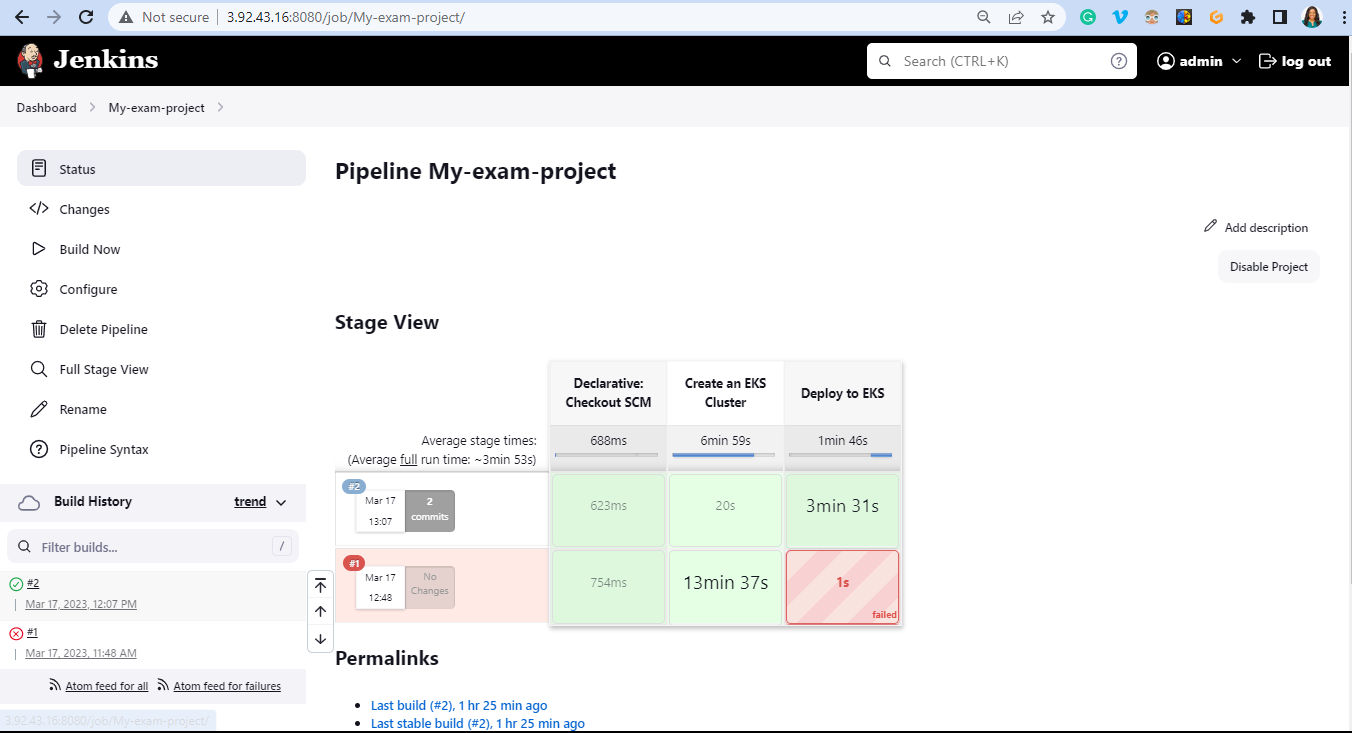 Not secure | 3.92.43.16:8080/job/My-exam-project/
Jenkins
Search (CTRL+K)
?
admin
log out
Dashboard
My-exam-project
Status
Changes
Build Now
Configure
Delete Pipeline
Full Stage View
Rename
Pipeline Syntax
Build History
trend
Filter builds...
/
#2
Mar 17, 2023, 12:07 PM
#1
Mar 17, 2023, 11:48 AM
Atom feed for all
Atom feed for failures
3.92.43.16:8080/job/My-exam-project/
Pipeline My-exam-project
Add description
Disable Project
Stage View
Declarative:
Checkout SCM
Create an EKS
Cluster
Deploy to EKS
Average stage times:
(Average full run time: ~3min 53s)
688ms
6min 59s
1min 46s
#2
Mar 17
13:07
2
commits
623ms
20s
3min 31s
#1
Mar 17
12:48
No
Changes
754ms
13min 37s
1s
failed
Permalinks
Last build (#2), 1 hr 25 min ago
Last stable build (#2), 1 hr 25 min ago